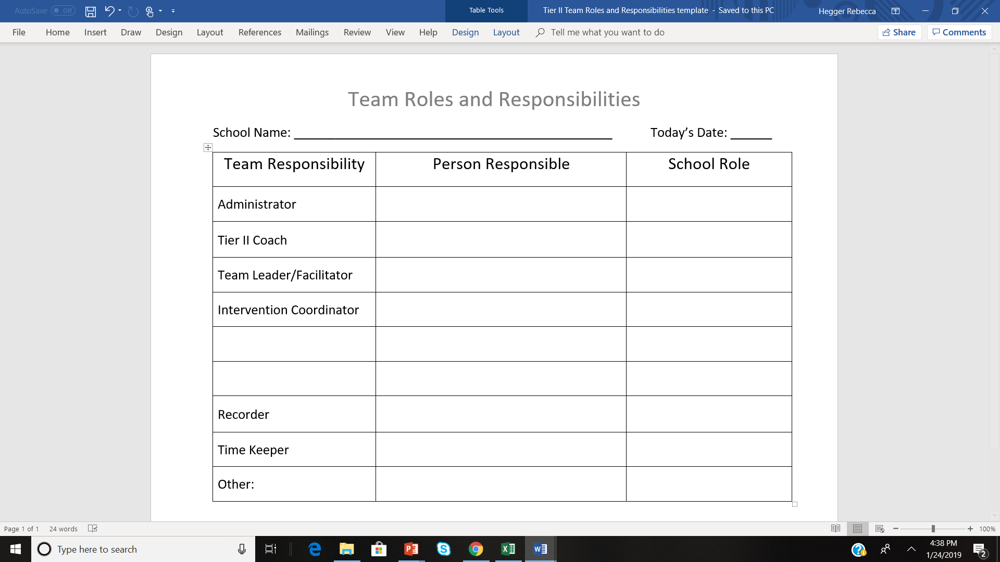 AutoSave Off
Table Tools
Tier II Team Roles and Responsibilities template - Saved to this PC
Hegger Rebecca
File Home Insert Draw Design Layout References Mailings Review View Help Design Layout Tell me what you want to do Share Comments
Team Roles and Responsibilities
School Name: ______________________________________________ Today’s Date: ______
Team Responsibility Person Responsible School Role
Administrator
Tier II Coach
Team Leader/Facilitator
Intervention Coordinator
Recorder
Time Keeper
Other:
Page 1 of 1 24 words 100%
Type here to search
4:38 PM
1/24/2019
2